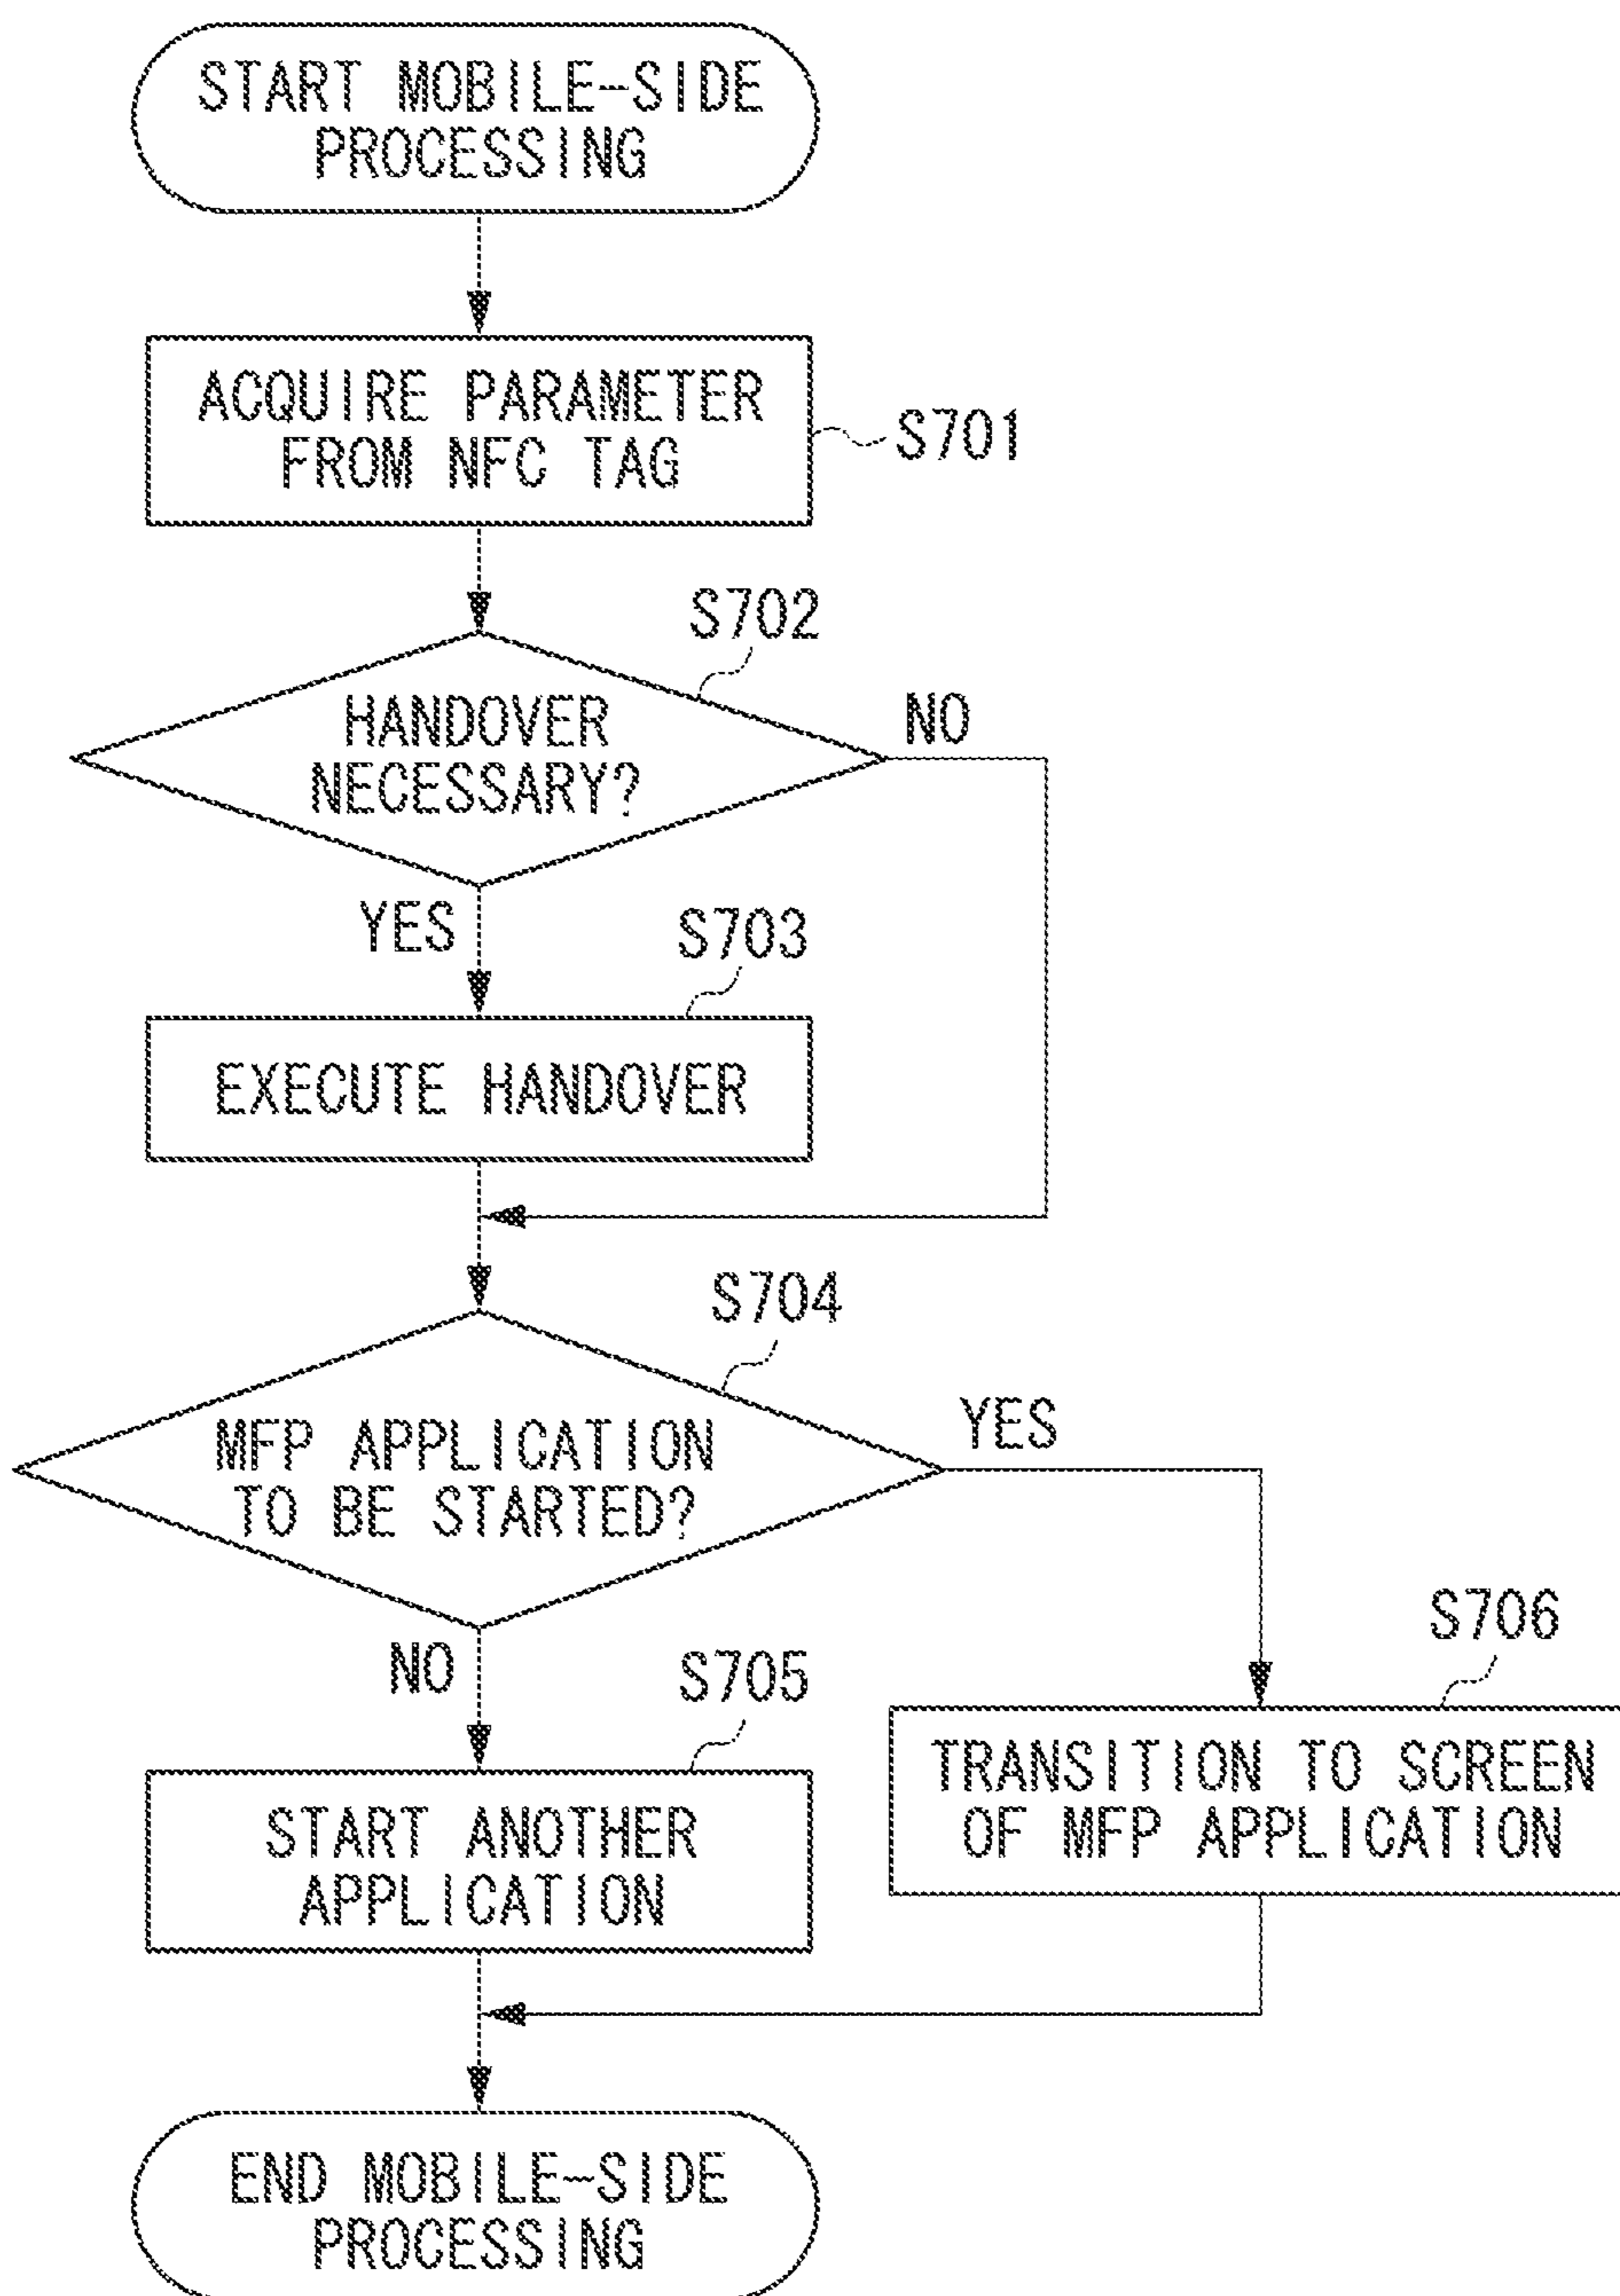 START MOBILE-SIDE
PROCESSING
ACQUIRE PARAMETER
FROM NFC TAG
S701
S702
HANDOVER
NECESSARY?
NO
YES
S703
EXECUTE HANDOVER
S704
MFP APPLICATION
TO BE STARTED?
YES
NO
S705
S706
START ANOTHER
APPLICATION
TRANSITION TO SCREEN
OF MFP APPLICATION
END MOBILE-SIDE
PROCESSING